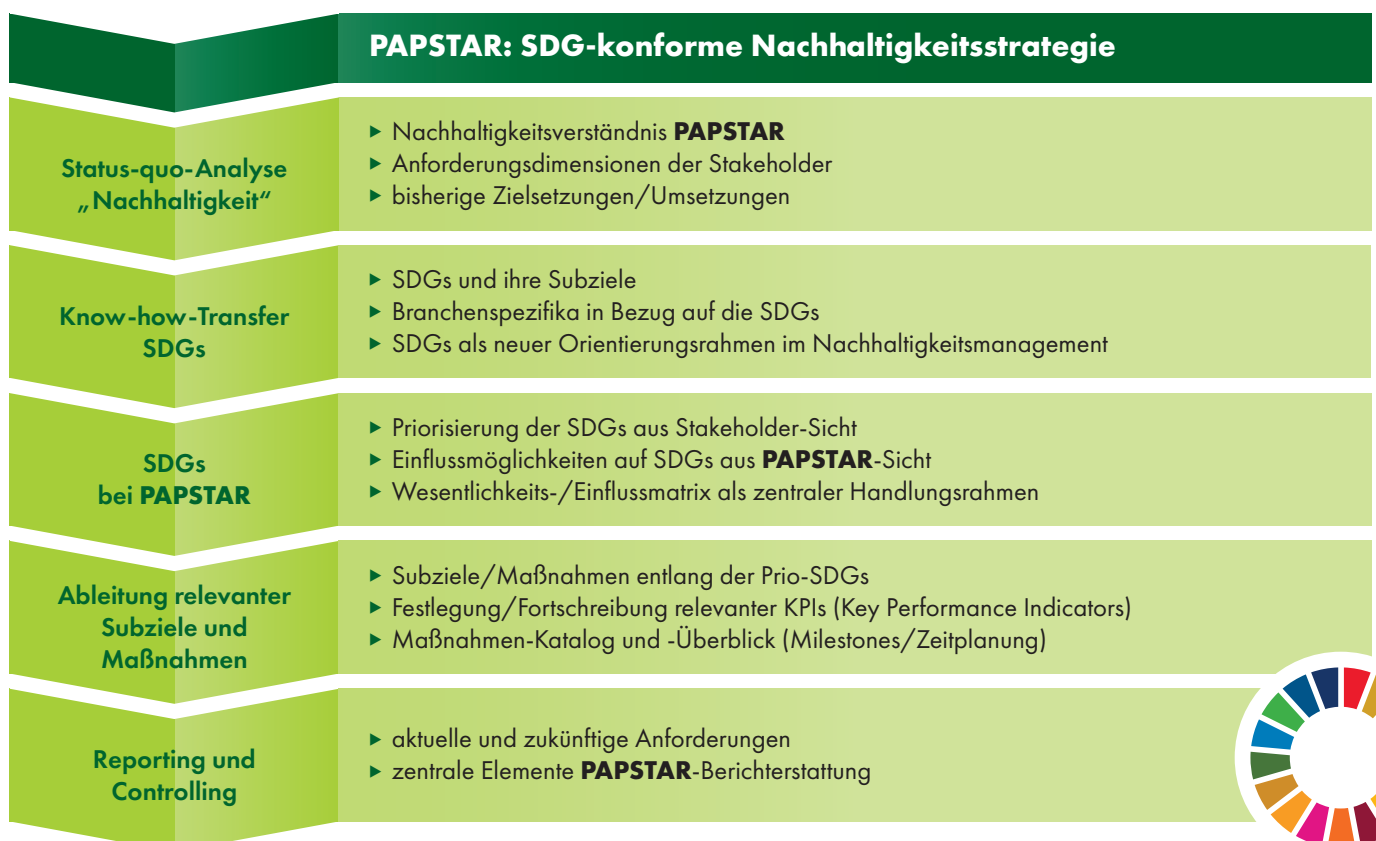 PAPSTAR: SDG-konforme Nachhaltigkeitsstrategie
Status-quo-Analyse
„Nachhaltigkeit“
▸ Nachhaltigkeitsverständnis PAPSTAR
▸ Anforderungsdimensionen der Stakeholder
▸ bisherige Zielsetzungen/Umsetzungen
Know-how-Transfer
SDGs
▸ SDGs und ihre Subziele
▸ Branchenspezifika in Bezug auf die SDGs
▸ SDGs als neuer Orientierungsrahmen im Nachhaltigkeitsmanagement
SDGs
bei PAPSTAR
▸ Priorisierung der SDGs aus Stakeholder-Sicht
▸ Einflussmöglichkeiten auf SDGs aus PAPSTAR-Sicht
▸ Wesentlichkeits-/Einflussmatrix als zentraler Handlungsrahmen
Ableitung relevanter
Subziele und
Maßnahmen
▸ Subziele/Maßnahmen entlang der Prio-SDGs
▸ Festlegung/Fortschreibung relevanter KPIs (Key Performance Indicators)
▸ Maßnahmen-Katalog und -Überblick (Milestones/Zeitplanung)
Reporting und
Controlling
▸ aktuelle und zukünftige Anforderungen
▸ zentrale Elemente PAPSTAR-Berichterstattung